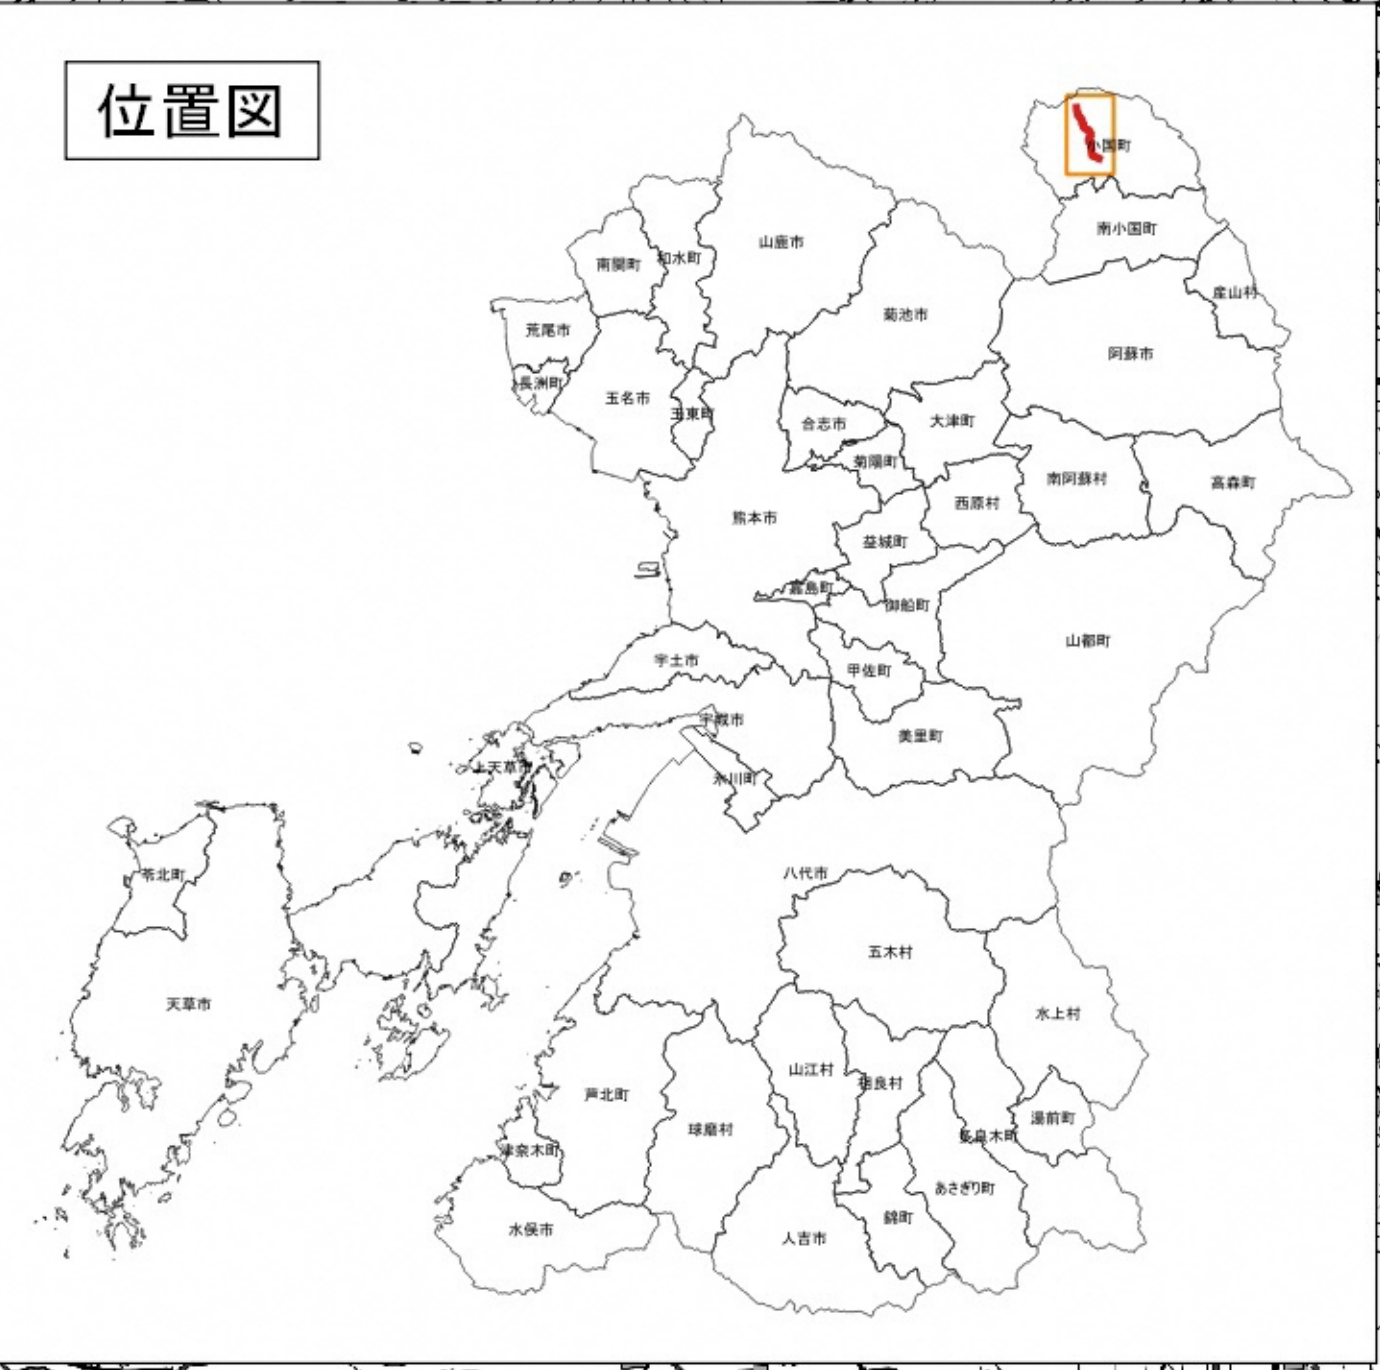 位置図
小国町
南小国町
山鹿市
和水町
南関町
産山村
菊池市
荒尾市
阿蘇市
長洲町
玉名市
玉東町
合志市
大津町
菊陽町
南阿蘇村
高森町
西原村
熊本市
益城町
嘉島町
御船町
山都町
宇土市
甲佐町
宇城市
美里町
上天草市
氷川町
八代市
苓北町
五木村
天草市
水上村
山江村
相良村
芦北町
湯前町
球磨村
多良木町
津奈木町
あさぎり町
錦町
水俣市
人吉市